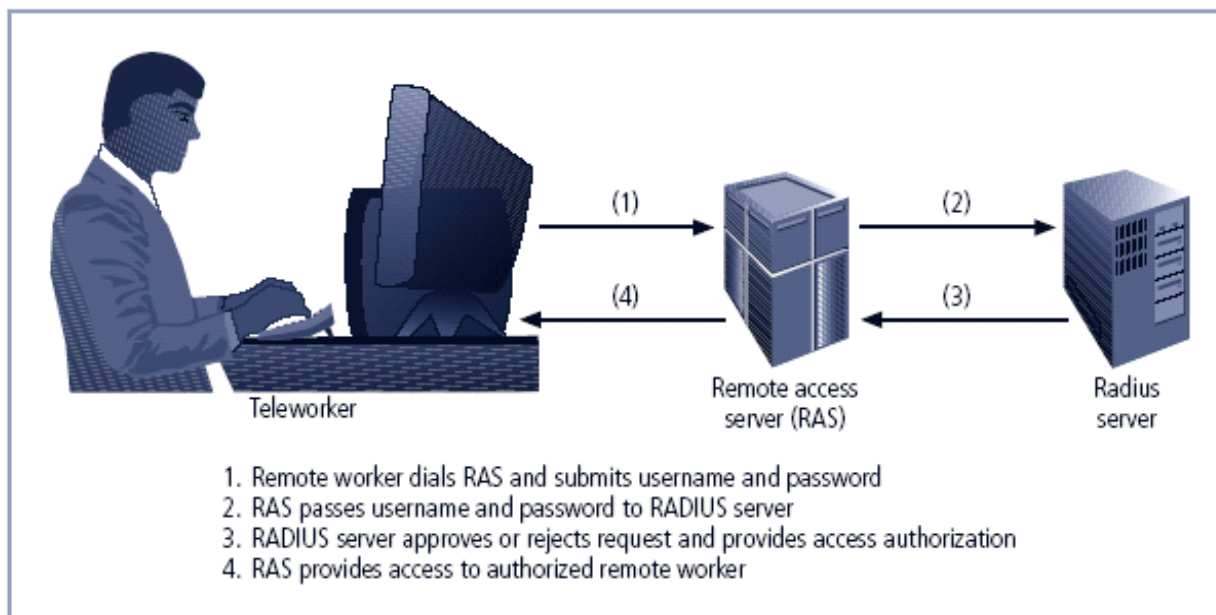 (1)
(2)
(4)
(3)
Teleworker
Remote access
server (RAS)
Radius
server
1. Remote worker dials RAS and submits username and password
2. RAS passes username and password to RADIUS server
3. RADIUS server approves or rejects request and provides access authorization
4. RAS provides access to authorized remote worker